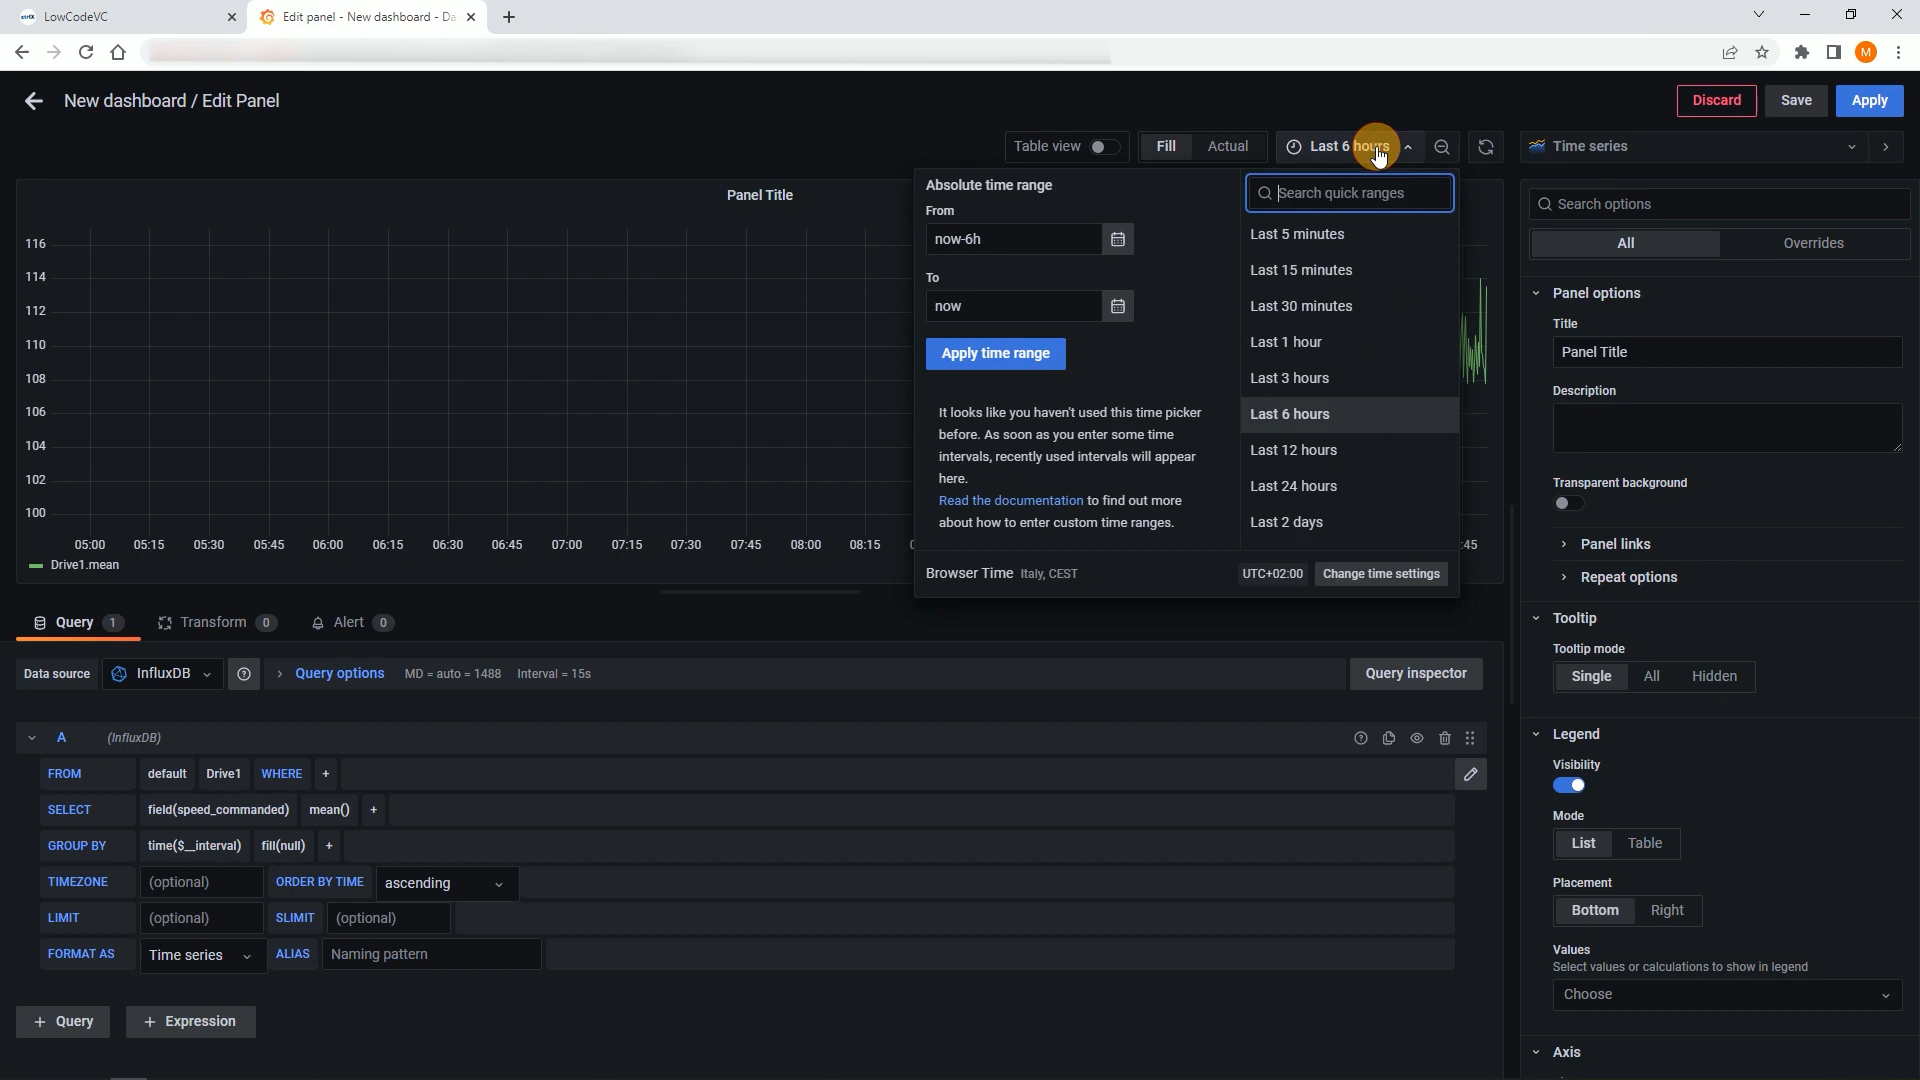 LowCodeVC
Edit panel - New dashboard - Da
M
New dashboard / Edit Panel
Discard
Save
Apply
Table view
Fill
Actual
Last 6 hours
Time series
Panel Title
116
114
112
110
108
106
104
102
100
05:00 05:15 05:30 05:45 06:00 06:15 06:30 06:45 07:00 07:15 07:30 07:45 08:00 08:15 :45
Drive1.mean
Absolute time range
From
now-6h
To
now
Apply time range
It looks like you haven't used this time picker
before. As soon as you enter some time
intervals, recently used intervals will appear
here.
Read the documentation to find out more
about how to enter custom time ranges.
Search quick ranges
Last 5 minutes
Last 15 minutes
Last 30 minutes
Last 1 hour
Last 3 hours
Last 6 hours
Last 12 hours
Last 24 hours
Last 2 days
Browser Time Italy, CEST
UTC+02:00
Change time settings
Query 1
Transform 0
Alert 0
Data source
InfluxDB
Query options
MD = auto = 1488 Interval = 15s
Query inspector
A (InfluxDB)
FROM default Drive1 WHERE +
SELECT field(speed_commanded) mean() +
GROUP BY time($__interval) fill(null) +
TIMEZONE (optional) ORDER BY TIME ascending
LIMIT (optional) SLIMIT (optional)
FORMAT AS Time series ALIAS Naming pattern
+ Query
+ Expression
Search options
All
Overrides
Panel options
Title
Panel Title
Description
Transparent background
Panel links
Repeat options
Tooltip
Tooltip mode
Single All Hidden
Legend
Visibility
Mode
List Table
Placement
Bottom Right
Values
Select values or calculations to show in legend
Choose
Axis